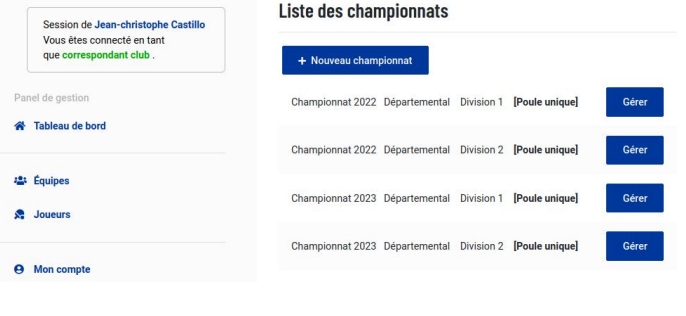 Session de Jean-christophe Castillo
Vous êtes connecté en tant
que correspondant club .
Panel de gestion
Tableau de bord
Équipes
Joueurs
Mon compte
Liste des championnats
+ Nouveau championnat
Championnat 2022 Départemental Division 1 [Poule unique] Gérer
Championnat 2022 Départemental Division 2 [Poule unique] Gérer
Championnat 2023 Départemental Division 1 [Poule unique] Gérer
Championnat 2023 Départemental Division 2 [Poule unique] Gérer